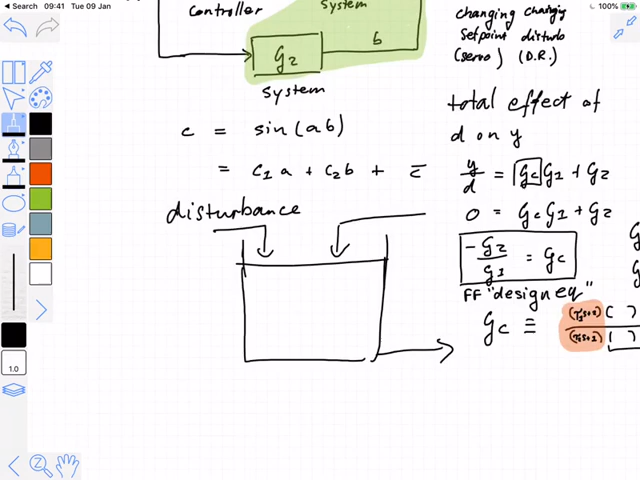 Search 09:41 Tue 09 Jan
100%
Controller
System
G2
b
system
c = sin(ab)
= c1 a + c2 b + c̅
disturbance
changing changing
setpoint disturb
(servo) (D.R.)
total effect of
d on y
y/d = Gc G1 + G2
0 = Gc G1 + G2
-G2/G1 = Gc
FF "design eq"
Gc ≡ (τ1s+1) ( )
( )
1.0